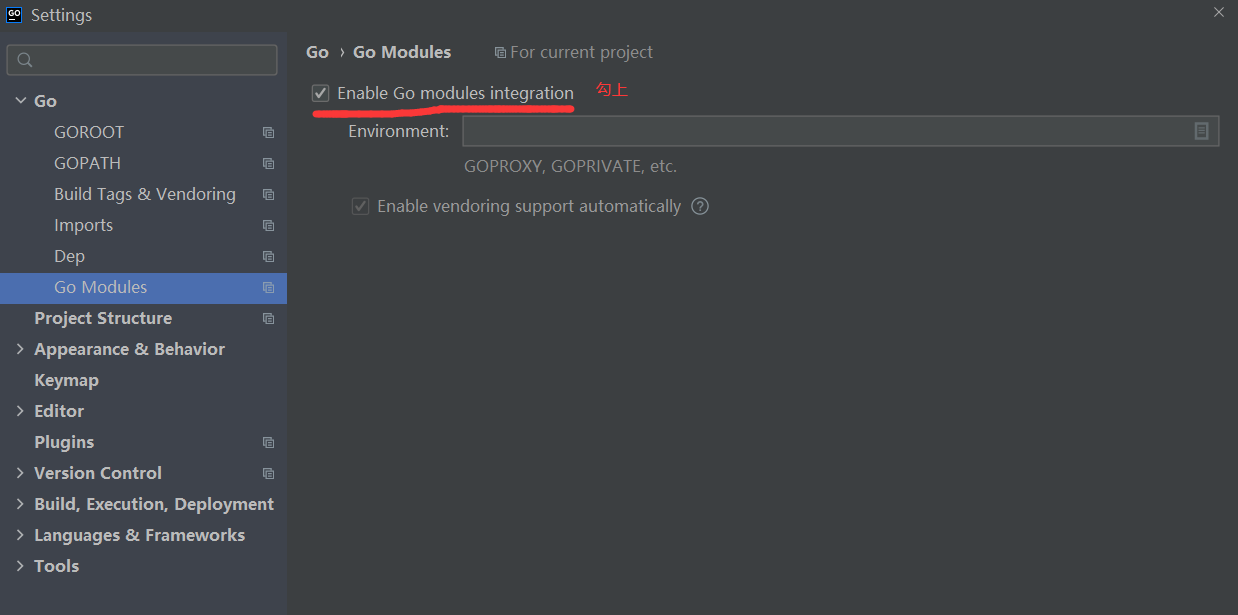 GO Settings
Go › Go Modules For current project
Enable Go modules integration 勾上
Environment:
GOPROXY, GOPRIVATE, etc.
Enable vendoring support automatically ?
Go
GOROOT
GOPATH
Build Tags & Vendoring
Imports
Dep
Go Modules
Project Structure
Appearance & Behavior
Keymap
Editor
Plugins
Version Control
Build, Execution, Deployment
Languages & Frameworks
Tools